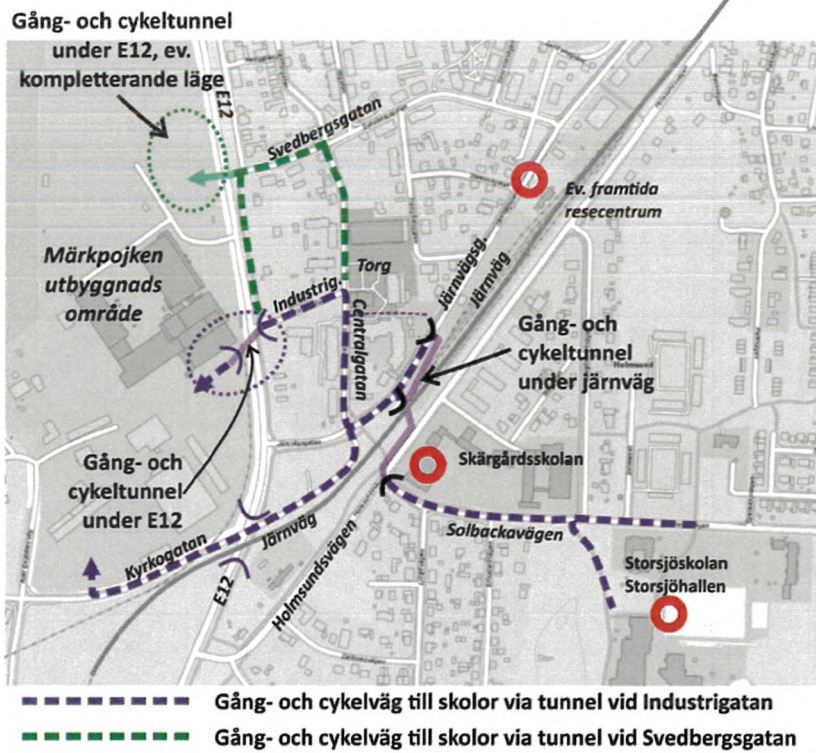 Gång- och cykeltunnel
under E12, ev.
kompletterande läge
E12
Svedbergsgatan
Ev. framtida
resecentrum
Märkpojken
utbyggnads
område
Torg
Industrig.
Centralgatan
Järnvägsg.
Järnväg
Gång- och
cykeltunnel
under järnväg
Gång- och
cykeltunnel
under E12
Skärgårdsskolan
Solbackavägen
Kyrkogatan
Järnväg
E12
Holmsundsvägen
Storsjöskolan
Storsjöhallen
Gång- och cykelväg till skolor via tunnel vid Industrigatan
Gång- och cykelväg till skolor via tunnel vid Svedbergsgatan